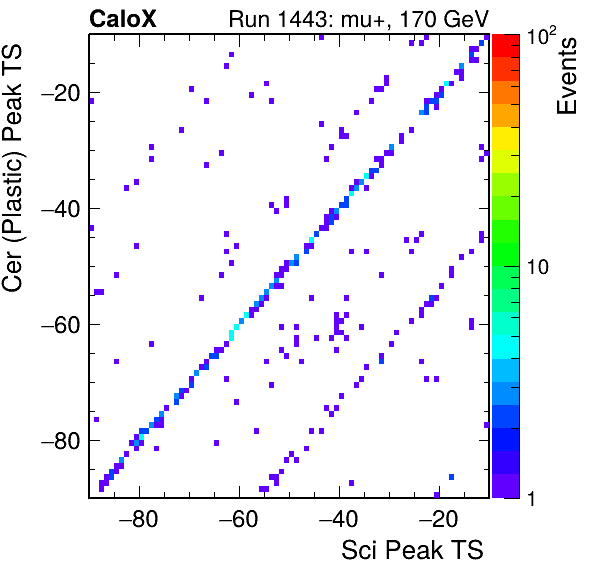 CaloX Run 1443: mu+, 170 GeV
Cer (Plastic) Peak TS
−20
−40
−60
−80
−80 −60 −40 −20
Sci Peak TS
10²
10
1
Events